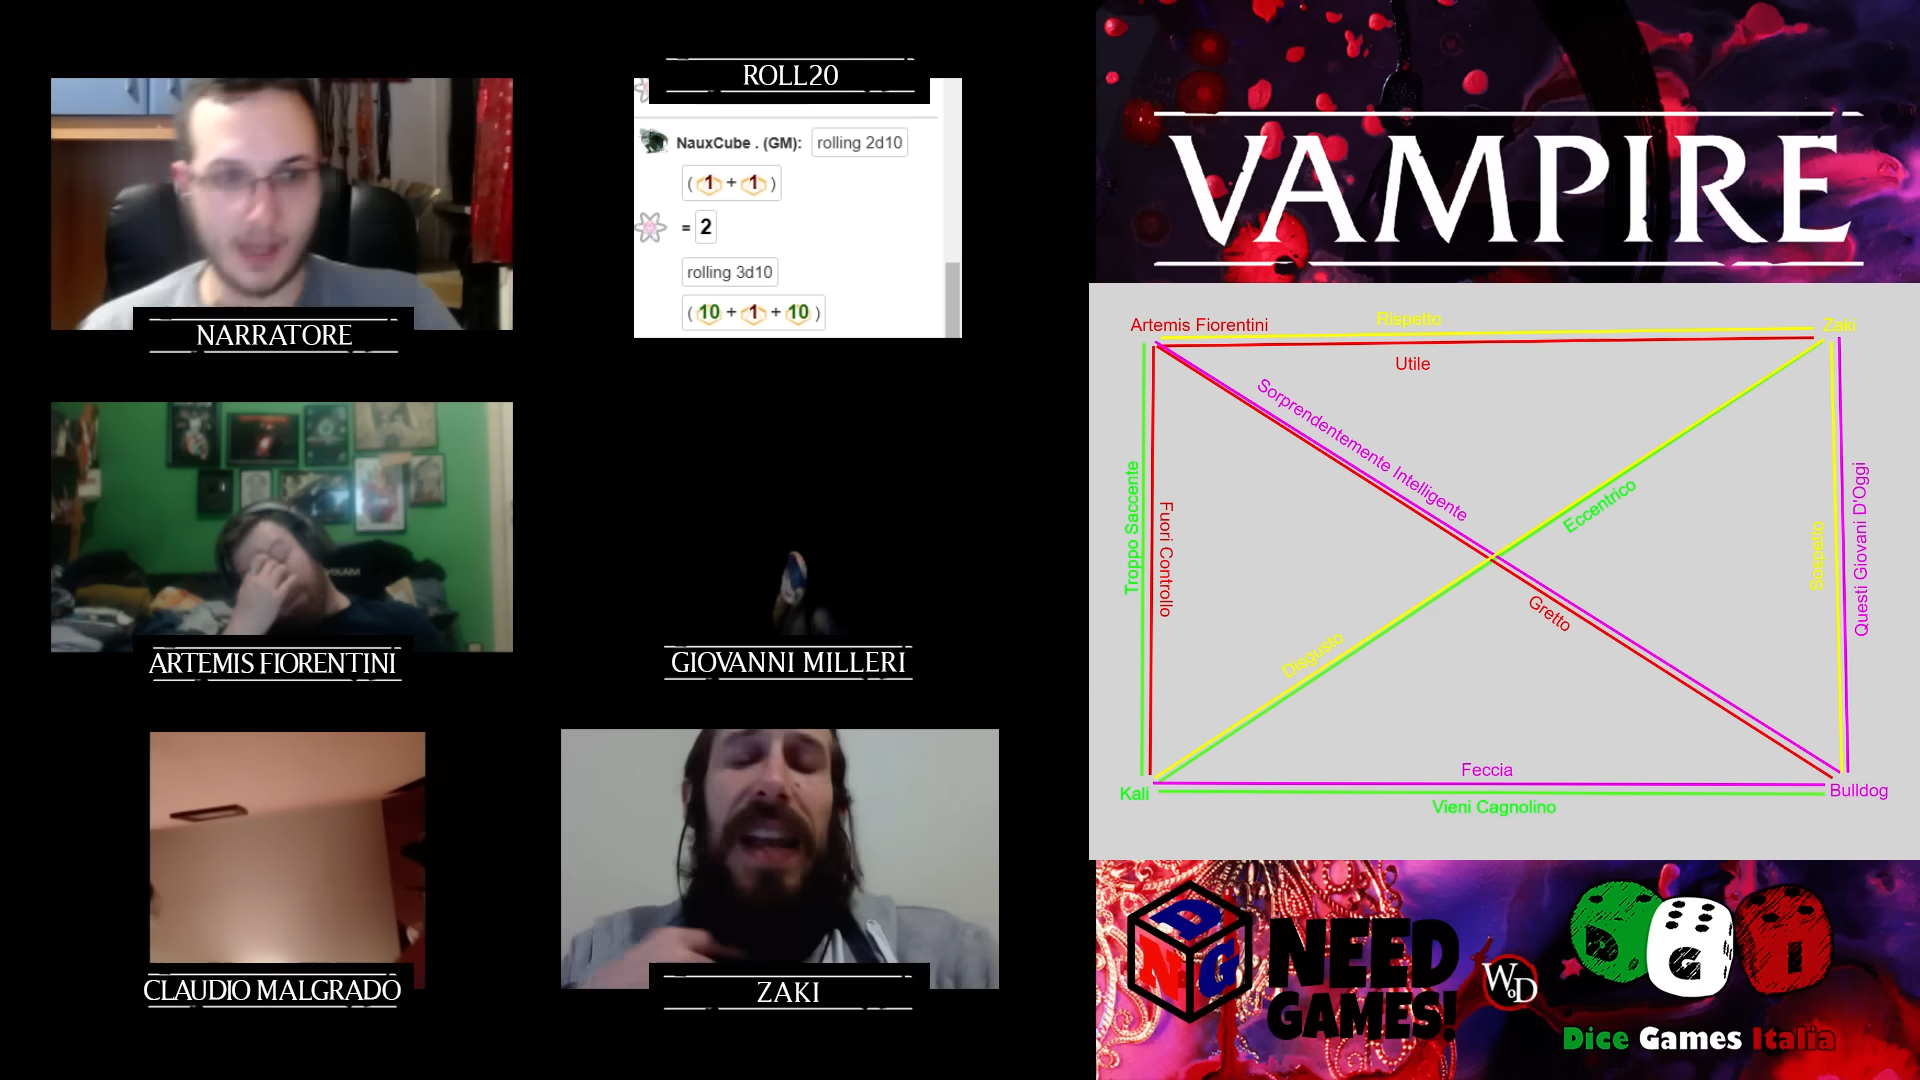 ROLL20
NauxCube . (GM):
rolling 2d10
( 1 + 1 )
= 2
rolling 3d10
( 10 + 1 + 10 )
NARRATORE
ARTEMIS FIORENTINI
GIOVANNI MILLERI
CLAUDIO MALGRADO
ZAKI
VAMPIRE
Artemis Fiorentini
Rispetto
Zaki
Utile
Sorprendentemente Intelligente
Troppo Saccente
Fuori Controllo
Eccentrico
Sospetto
Questi Giovani D'Oggi
Gretto
Disgusto
Kali
Feccia
Bulldog
Vieni Cagnolino
D
N
G
NEED
GAMES!
WoD
D
G
I
Dice Games Italia